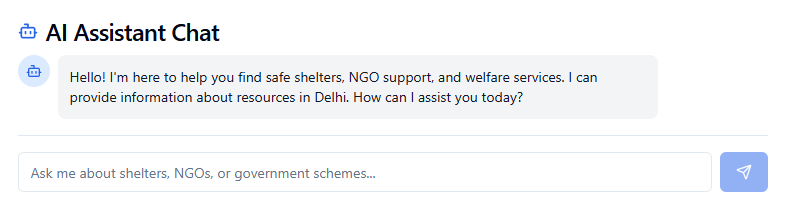 AI Assistant Chat
Hello! I'm here to help you find safe shelters, NGO support, and welfare services. I can
provide information about resources in Delhi. How can I assist you today?
Ask me about shelters, NGOs, or government schemes...